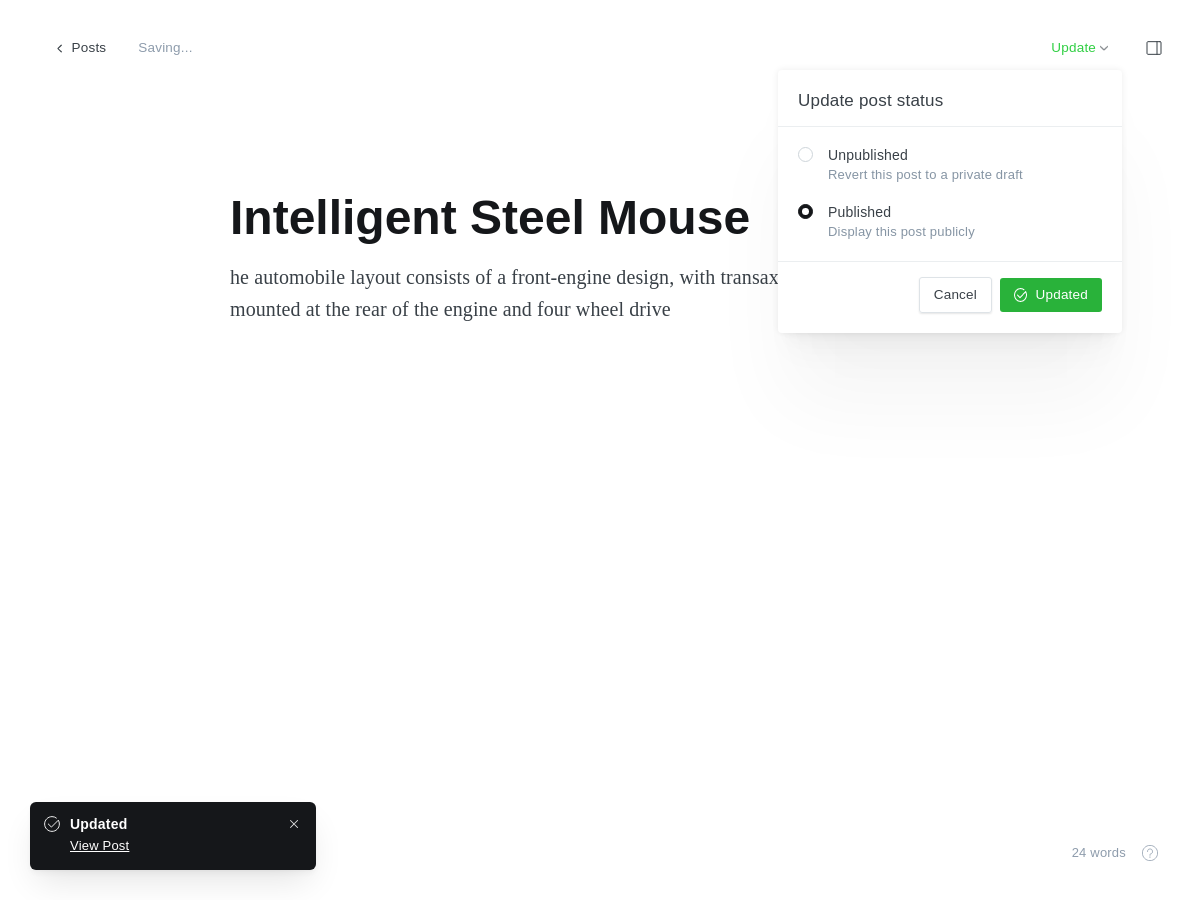 Posts
Saving...
Update
Update post status
Unpublished
Revert this post to a private draft
Published
Display this post publicly
Cancel
Updated
Intelligent Steel Mouse
he automobile layout consists of a front-engine design, with transax
mounted at the rear of the engine and four wheel drive
Updated
View Post
24 words